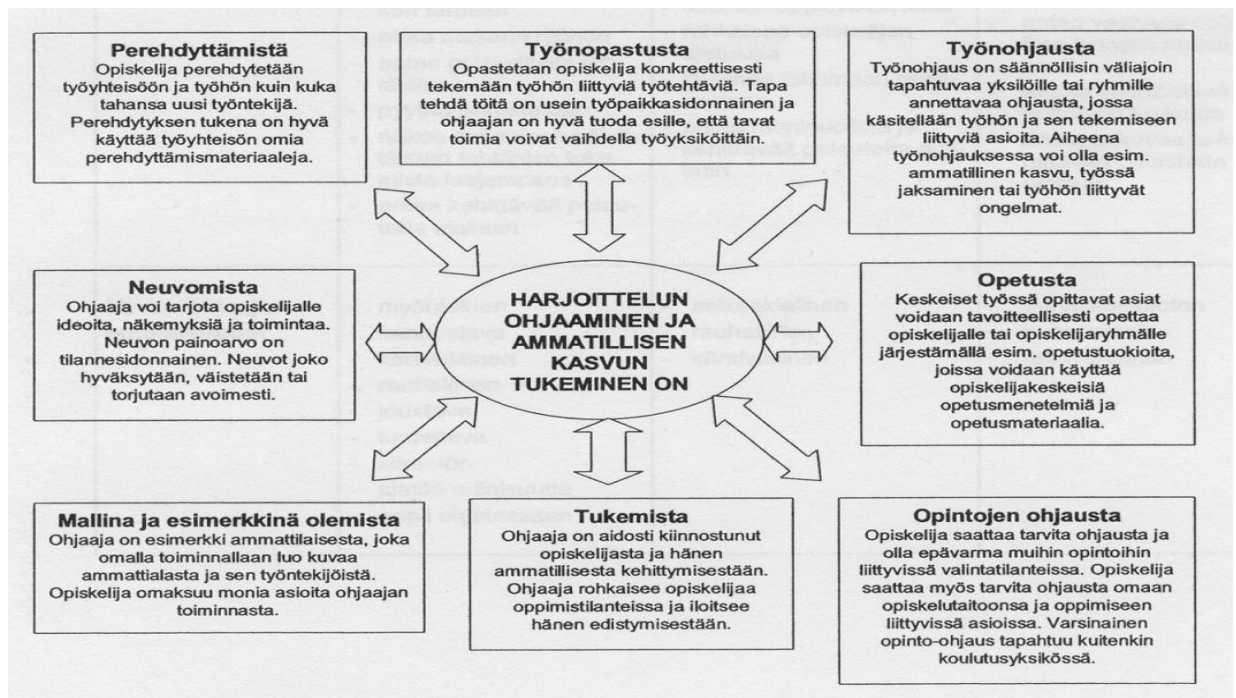 Perehdyttämistä
Opiskelija perehdytetään
työyhteisöön ja työhön kuin kuka
tahansa uusi työntekijä.
Perehdytyksen tukena on hyvä
käyttää työyhteisön omia
perehdyttämismateriaaleja.
Työnopastusta
Opastetaan opiskelija konkreettisesti
tekemään työhön liittyviä työtehtäviä. Tapa
tehdä töitä on usein työpaikkasidonnainen ja
ohjaajan on hyvä tuoda esille, että tavat
toimia voivat vaihdella työyksiköittäin.
Työnohjausta
Työnohjaus on säännöllisin väliajoin
tapahtuvaa yksilöille tai ryhmille
annettavaa ohjausta, jossa
käsitellään työhön ja sen tekemiseen
liittyviä asioita. Aiheena
työnohjauksessa voi olla esim.
ammatillinen kasvu, työssä
jaksaminen tai työhön liittyvät
ongelmat.
Neuvomista
Ohjaaja voi tarjota opiskelijalle
ideoita, näkemyksiä ja toimintaa.
Neuvon painoarvo on
tilannesidonnainen. Neuvot joko
hyväksytään, väistetään tai
torjutaan avoimesti.
HARJOITTELUN
OHJAAMINEN JA
AMMATILLISEN
KASVUN
TUKEMINEN ON
Opetusta
Keskeiset työssä opittavat asiat
voidaan tavoitteellisesti opettaa
opiskelijalle tai opiskelijaryhmälle
järjestämällä esim. opetustuokioita,
joissa voidaan käyttää
opiskelijakeskeisiä
opetusmenetelmiä ja
opetusmateriaalia.
Mallina ja esimerkkinä olemista
Ohjaaja on esimerkki ammattilaisesta, joka
omalla toiminnallaan luo kuvaa
ammattialasta ja sen työntekijöistä.
Opiskelija omaksuu monia asioita ohjaajan
toiminnasta.
Tukemista
Ohjaaja on aidosti kiinnostunut
opiskelijasta ja hänen
ammatillisesta kehittymisestään.
Ohjaaja rohkaisee opiskelijaa
oppimistilanteissa ja iloitsee
hänen edistymisestään.
Opintojen ohjausta
Opiskelija saattaa tarvita ohjausta ja
olla epävarma muihin opintoihin
liittyvissä valintatilanteissa. Opiskelija
saattaa myös tarvita ohjausta omaan
opiskelutaitoonsa ja oppimiseen
liittyvissä asioissa. Varsinainen
opinto-ohjaus tapahtuu kuitenkin
koulutusyksikössä.